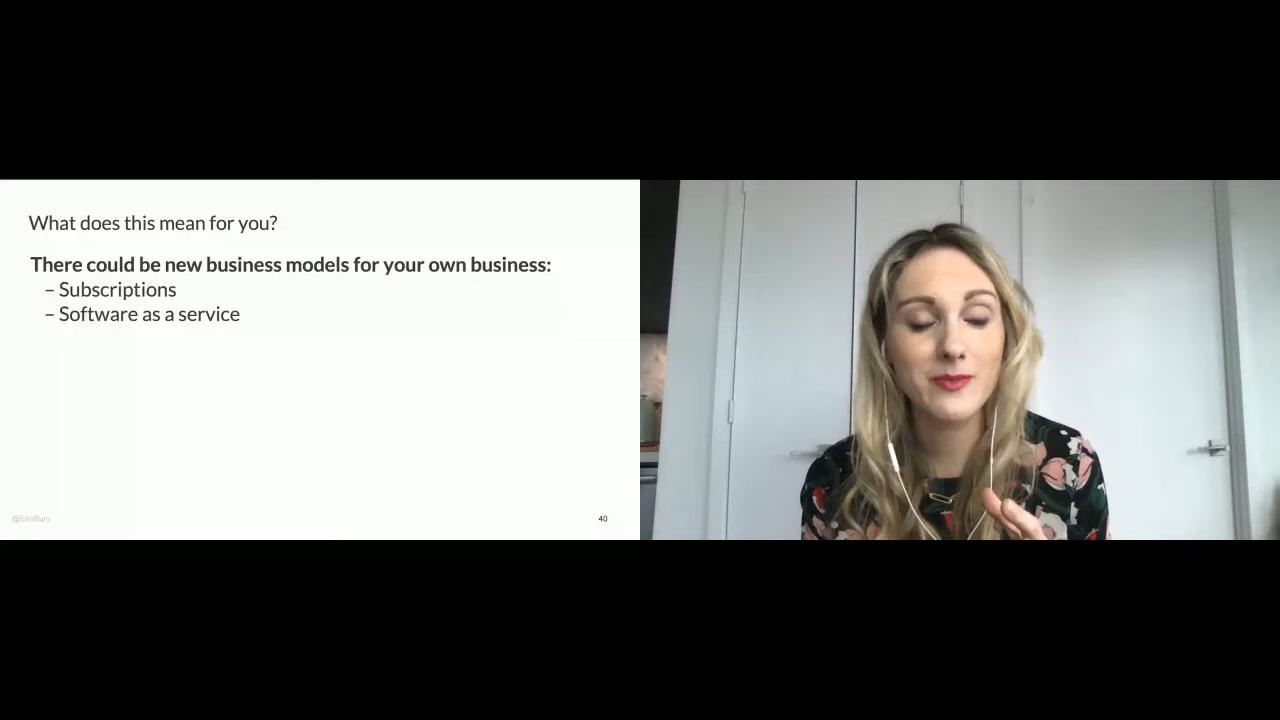 What does this mean for you?
There could be new business models for your own business:
– Subscriptions
– Software as a service
@ErinBury
40